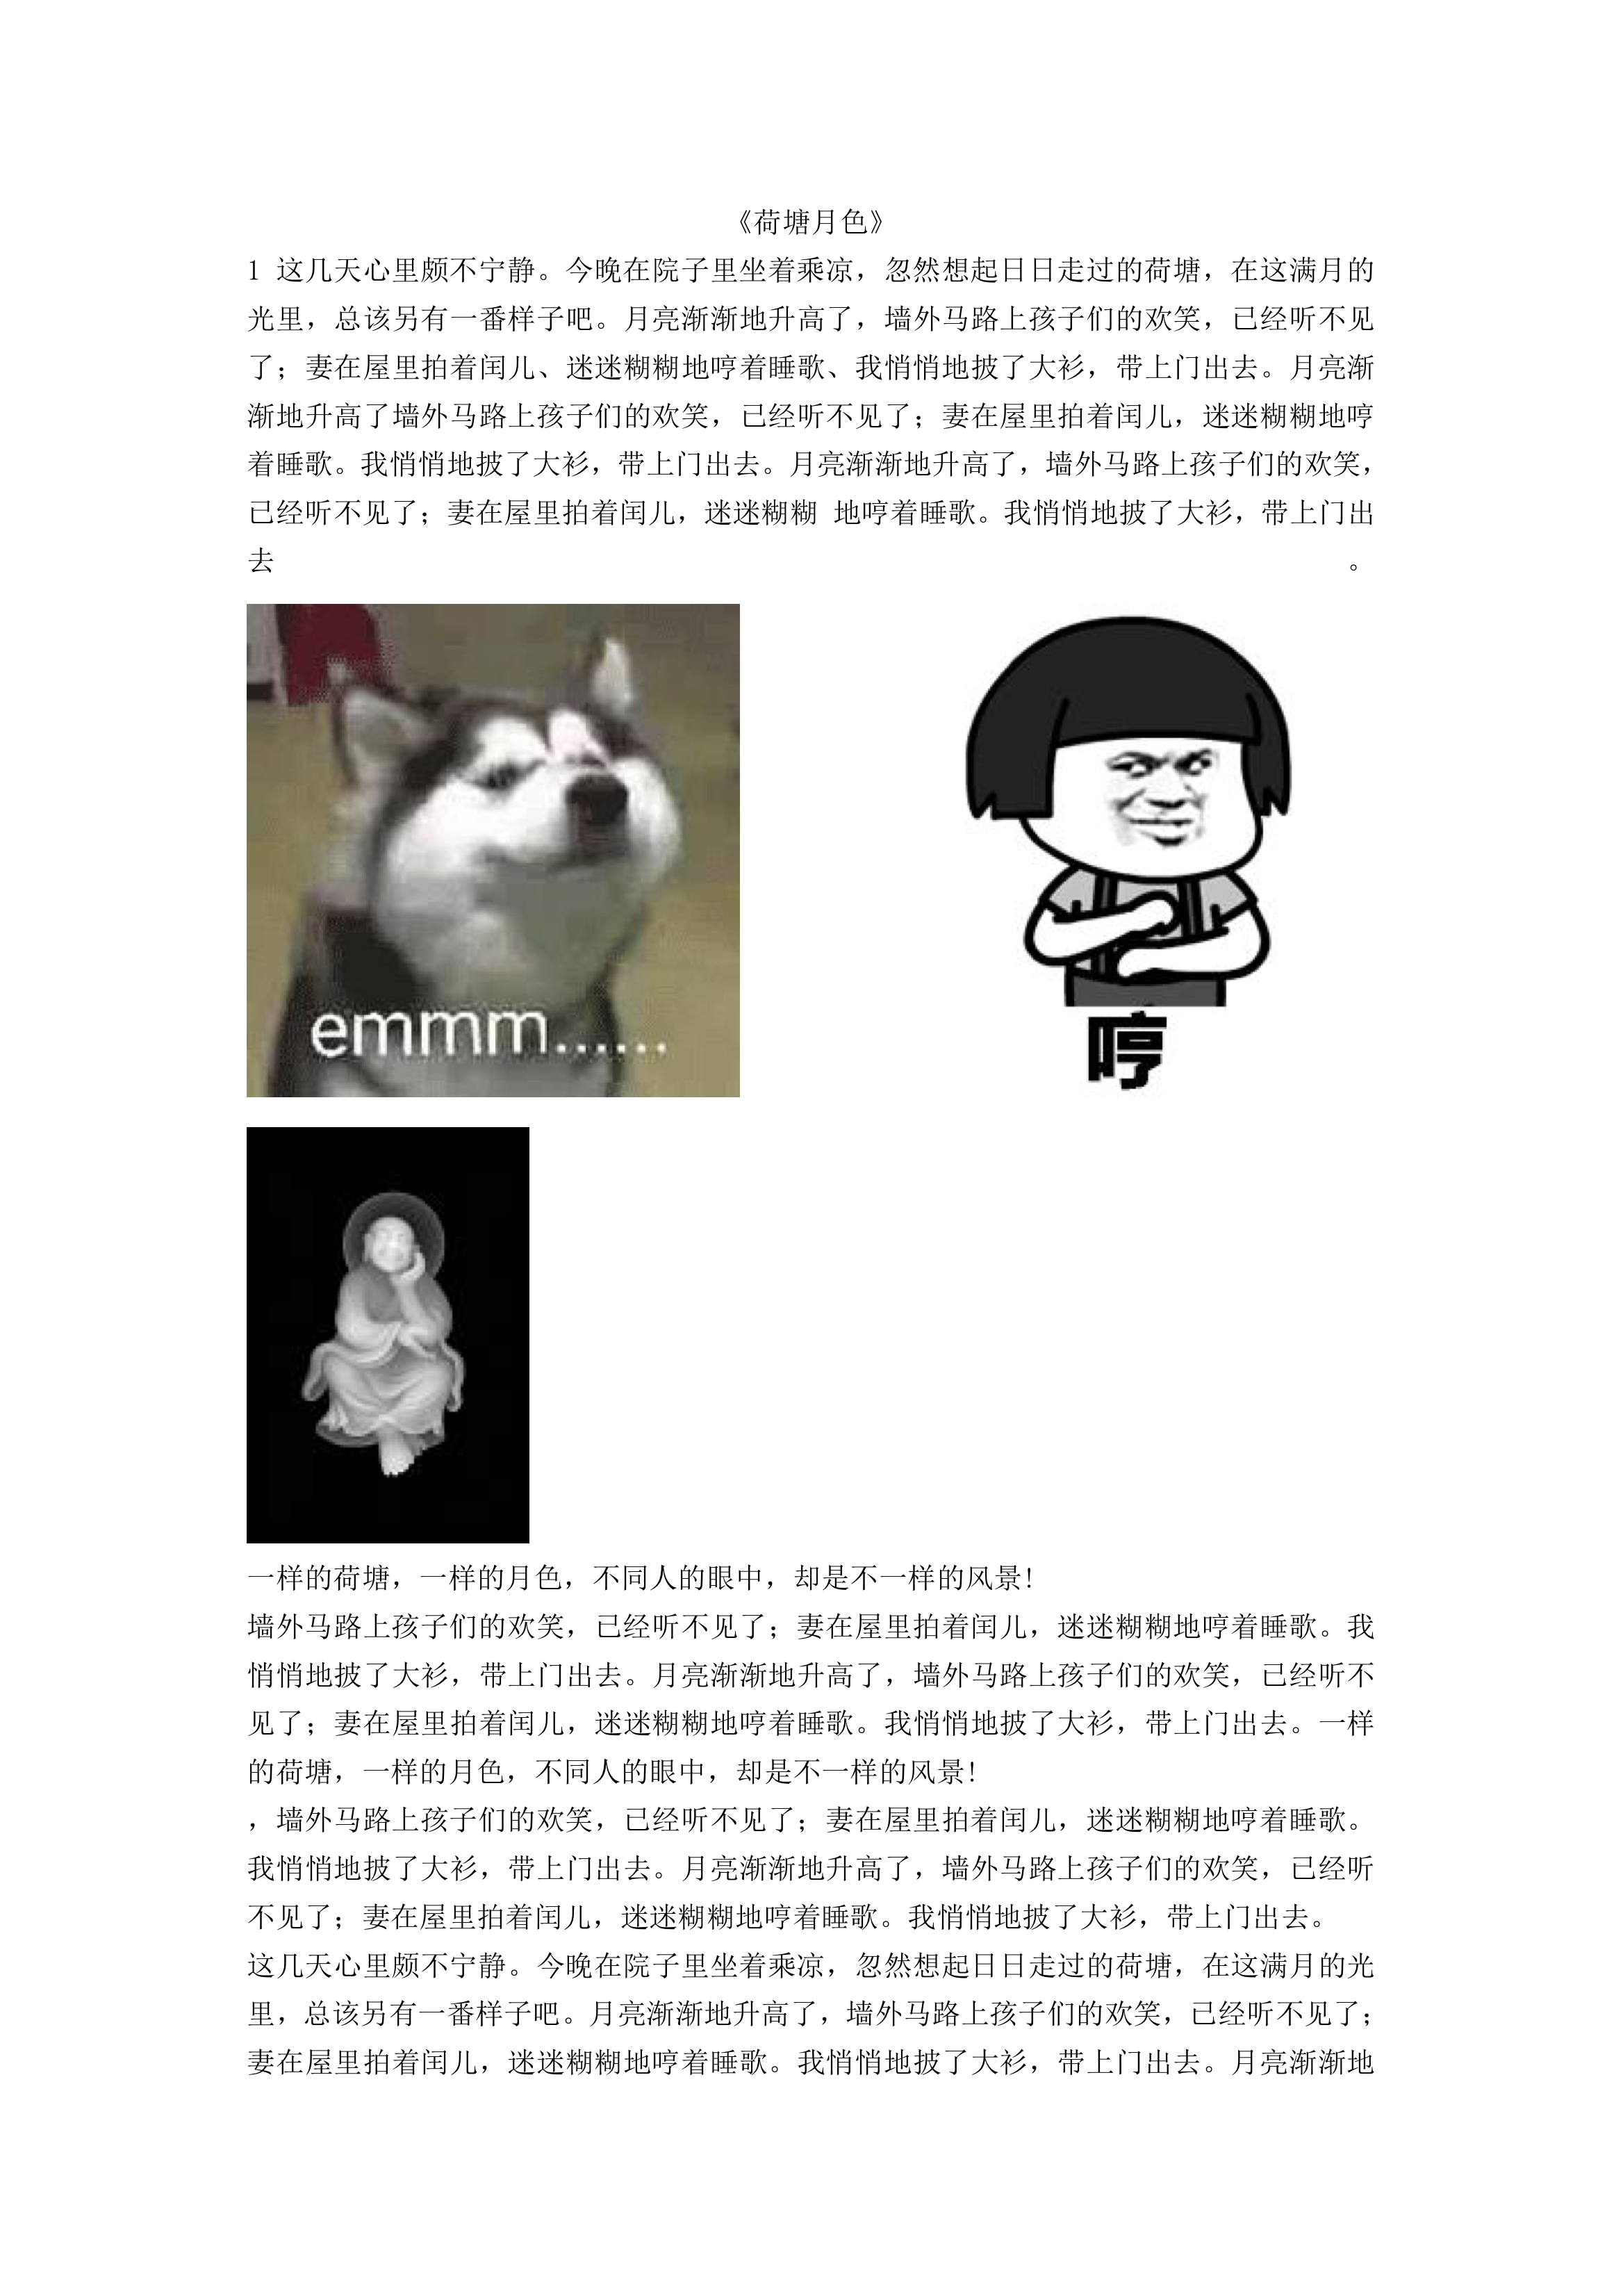 《荷塘月色》
1 这几天心里颇不宁静。今晚在院子里坐着乘凉，忽然想起日日走过的荷塘，在这满月的
光里，总该另有一番样子吧。月亮渐渐地升高了，墙外马路上孩子们的欢笑，已经听不见
了；妻在屋里拍着闰儿、迷迷糊糊地哼着睡歌、我悄悄地披了大衫，带上门出去。月亮渐
渐地升高了墙外马路上孩子们的欢笑，已经听不见了；妻在屋里拍着闰儿，迷迷糊糊地哼
着睡歌。我悄悄地披了大衫，带上门出去。月亮渐渐地升高了，墙外马路上孩子们的欢笑，
已经听不见了；妻在屋里拍着闰儿，迷迷糊糊 地哼着睡歌。我悄悄地披了大衫，带上门出
去 。
emmm......
哼
一样的荷塘，一样的月色，不同人的眼中，却是不一样的风景!
墙外马路上孩子们的欢笑，已经听不见了；妻在屋里拍着闰儿，迷迷糊糊地哼着睡歌。我
悄悄地披了大衫，带上门出去。月亮渐渐地升高了，墙外马路上孩子们的欢笑，已经听不
见了；妻在屋里拍着闰儿，迷迷糊糊地哼着睡歌。我悄悄地披了大衫，带上门出去。一样
的荷塘，一样的月色，不同人的眼中，却是不一样的风景!
，墙外马路上孩子们的欢笑，已经听不见了；妻在屋里拍着闰儿，迷迷糊糊地哼着睡歌。
我悄悄地披了大衫，带上门出去。月亮渐渐地升高了，墙外马路上孩子们的欢笑，已经听
不见了；妻在屋里拍着闰儿，迷迷糊糊地哼着睡歌。我悄悄地披了大衫，带上门出去。
这几天心里颇不宁静。今晚在院子里坐着乘凉，忽然想起日日走过的荷塘，在这满月的光
里，总该另有一番样子吧。月亮渐渐地升高了，墙外马路上孩子们的欢笑，已经听不见了；
妻在屋里拍着闰儿，迷迷糊糊地哼着睡歌。我悄悄地披了大衫，带上门出去。月亮渐渐地